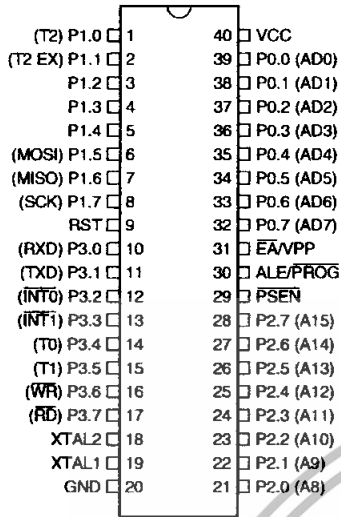 (T2) P1.0 1 40 VCC
(T2 EX) P1.1 2 39 P0.0 (AD0)
P1.2 3 38 P0.1 (AD1)
P1.3 4 37 P0.2 (AD2)
P1.4 5 36 P0.3 (AD3)
(MOSI) P1.5 6 35 P0.4 (AD4)
(MISO) P1.6 7 34 P0.5 (AD5)
(SCK) P1.7 8 33 P0.6 (AD6)
RST 9 32 P0.7 (AD7)
(RXD) P3.0 10 31 E̅A̅/VPP
(TXD) P3.1 11 30 ALE/P̅R̅O̅G̅
(I̅N̅T̅0̅) P3.2 12 29 P̅S̅E̅N̅
(I̅N̅T̅1̅) P3.3 13 28 P2.7 (A15)
(T0) P3.4 14 27 P2.6 (A14)
(T1) P3.5 15 26 P2.5 (A13)
(W̅R̅) P3.6 16 25 P2.4 (A12)
(R̅D̅) P3.7 17 24 P2.3 (A11)
XTAL2 18 23 P2.2 (A10)
XTAL1 19 22 P2.1 (A9)
GND 20 21 P2.0 (A8)